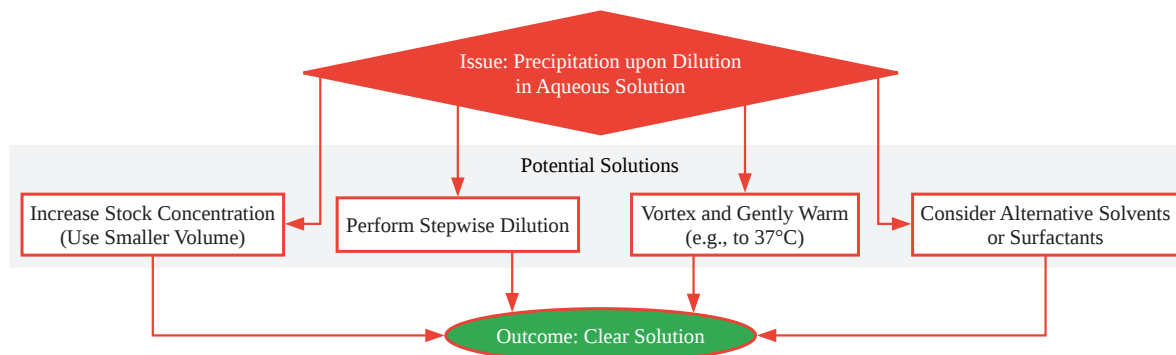 Issue: Precipitation upon Dilution
in Aqueous Solution
Potential Solutions
Increase Stock Concentration
(Use Smaller Volume)
Perform Stepwise Dilution
Vortex and Gently Warm
(e.g., to 37°C)
Consider Alternative Solvents
or Surfactants
Outcome: Clear Solution